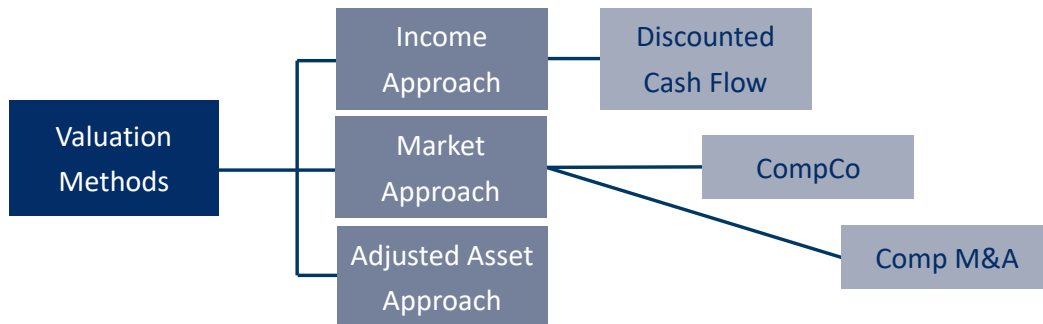 Valuation
Methods
Income
Approach
Discounted
Cash Flow
Market
Approach
CompCo
Comp M&A
Adjusted Asset
Approach